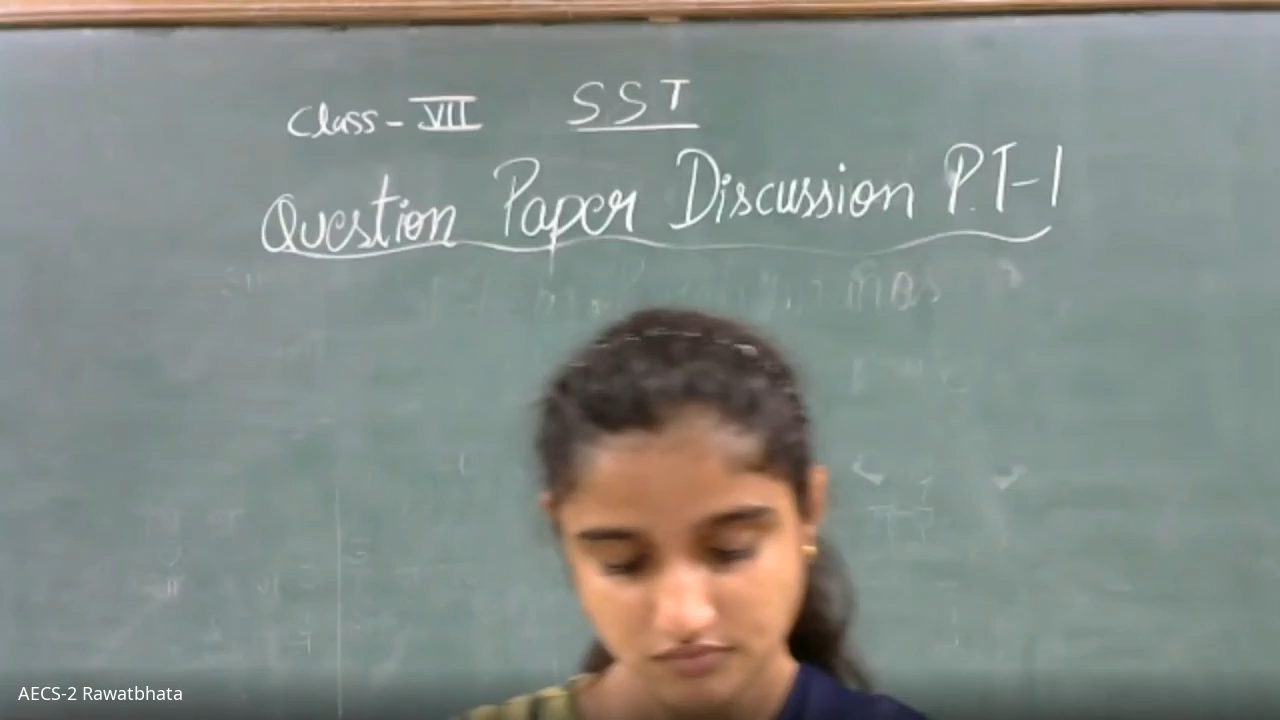 Class - VII SST
Question Paper Discussion P.T-1
AECS-2 Rawatbhata